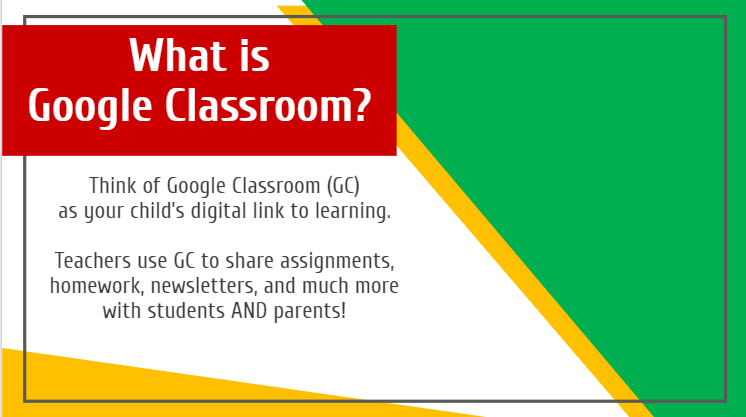 What is
Google Classroom?
Think of Google Classroom (GC)
as your child's digital link to learning.
Teachers use GC to share assignments,
homework, newsletters, and much more
with students AND parents!